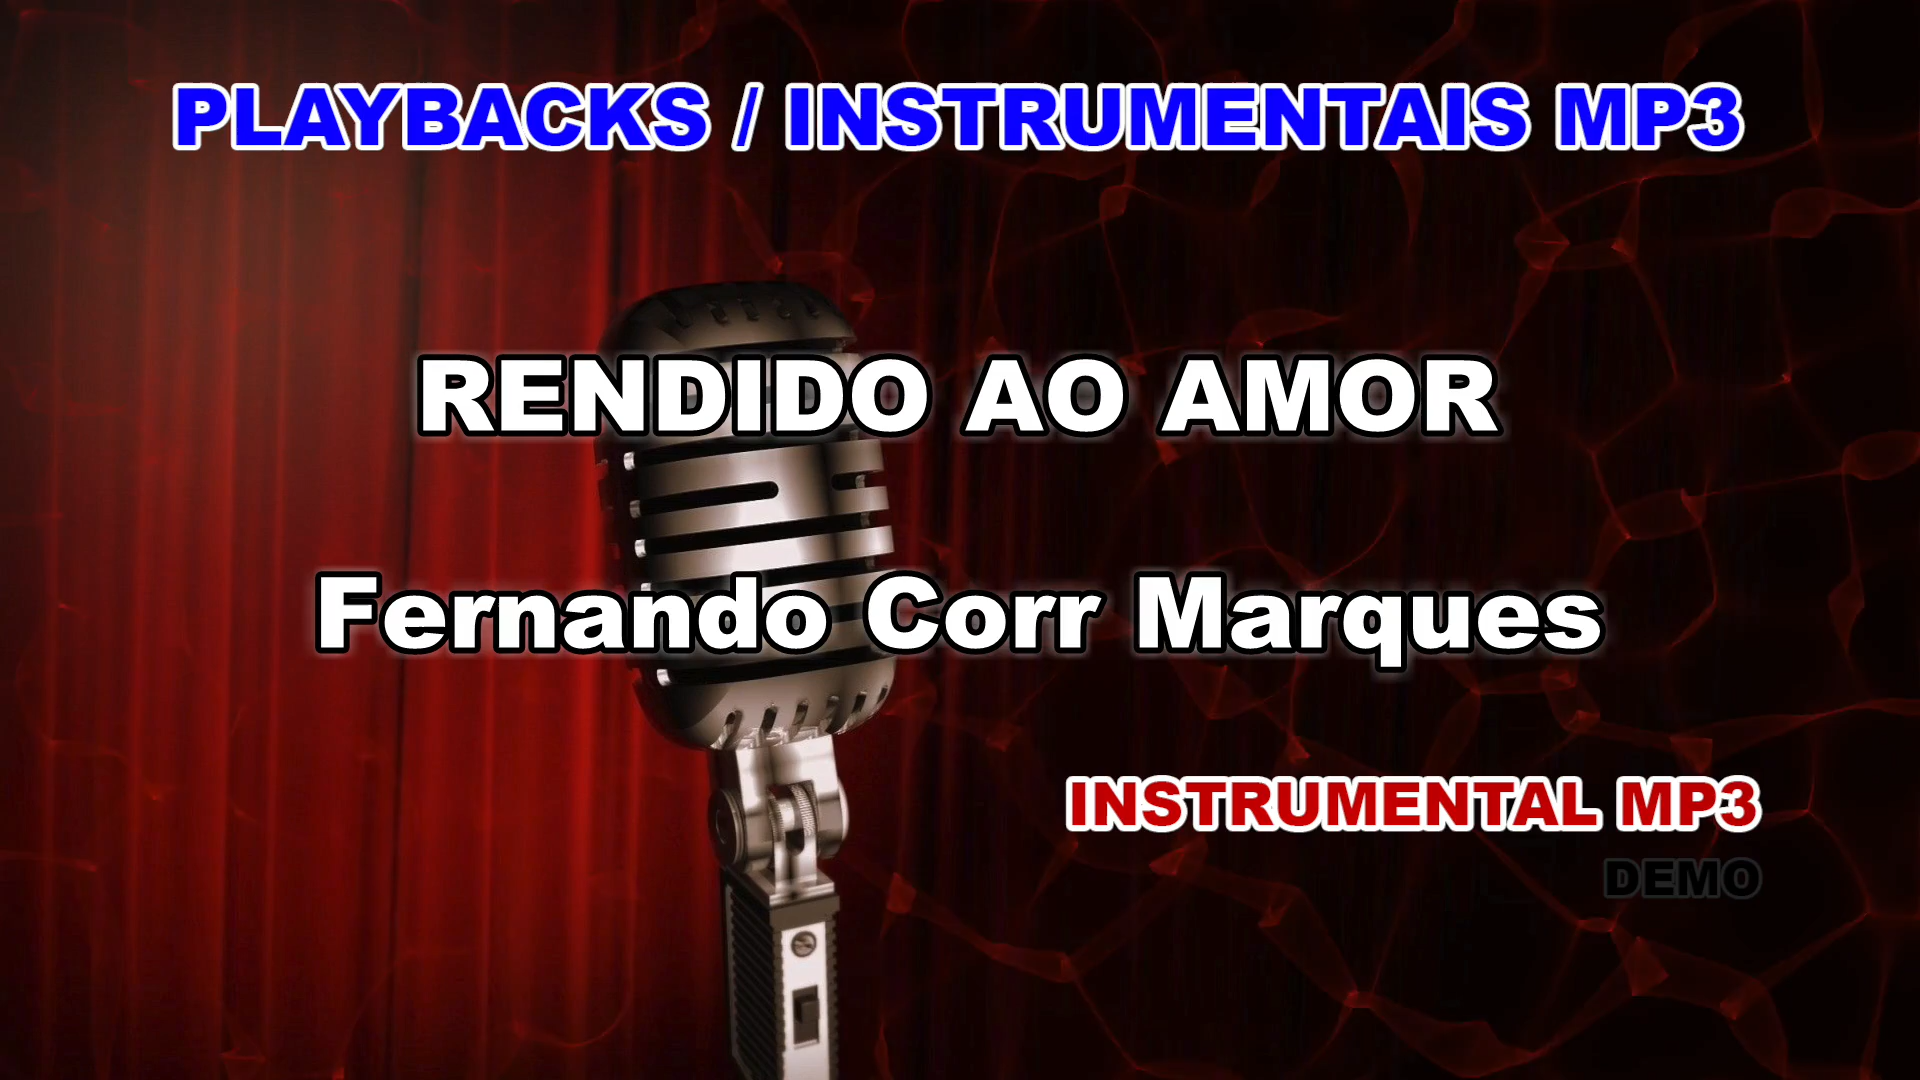 PLAYBACKS / INSTRUMENTAIS MP3
RENDIDO AO AMOR
Fernando Corr Marques
INSTRUMENTAL MP3
DEMO